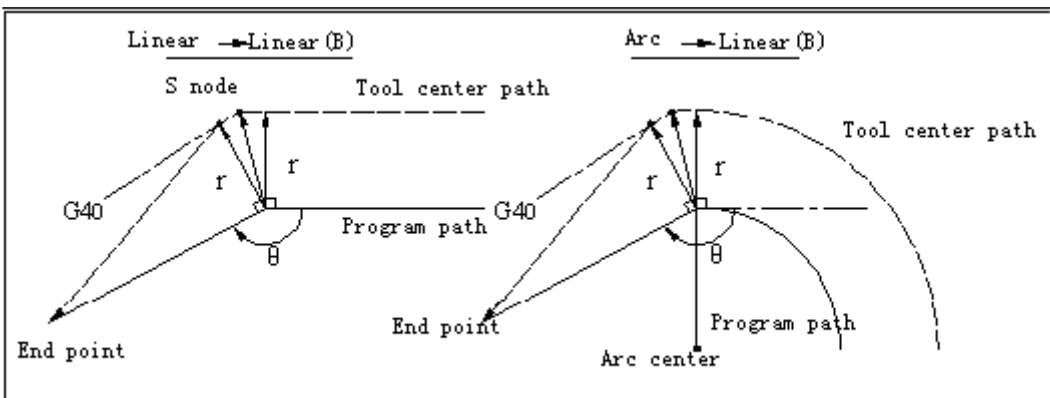 Linear → Linear(B)
S node
Tool center path
r
r
G40
Program path
θ
End point
Arc → Linear(B)
Tool center path
r
r
G40
θ
End point
Program path
Arc center